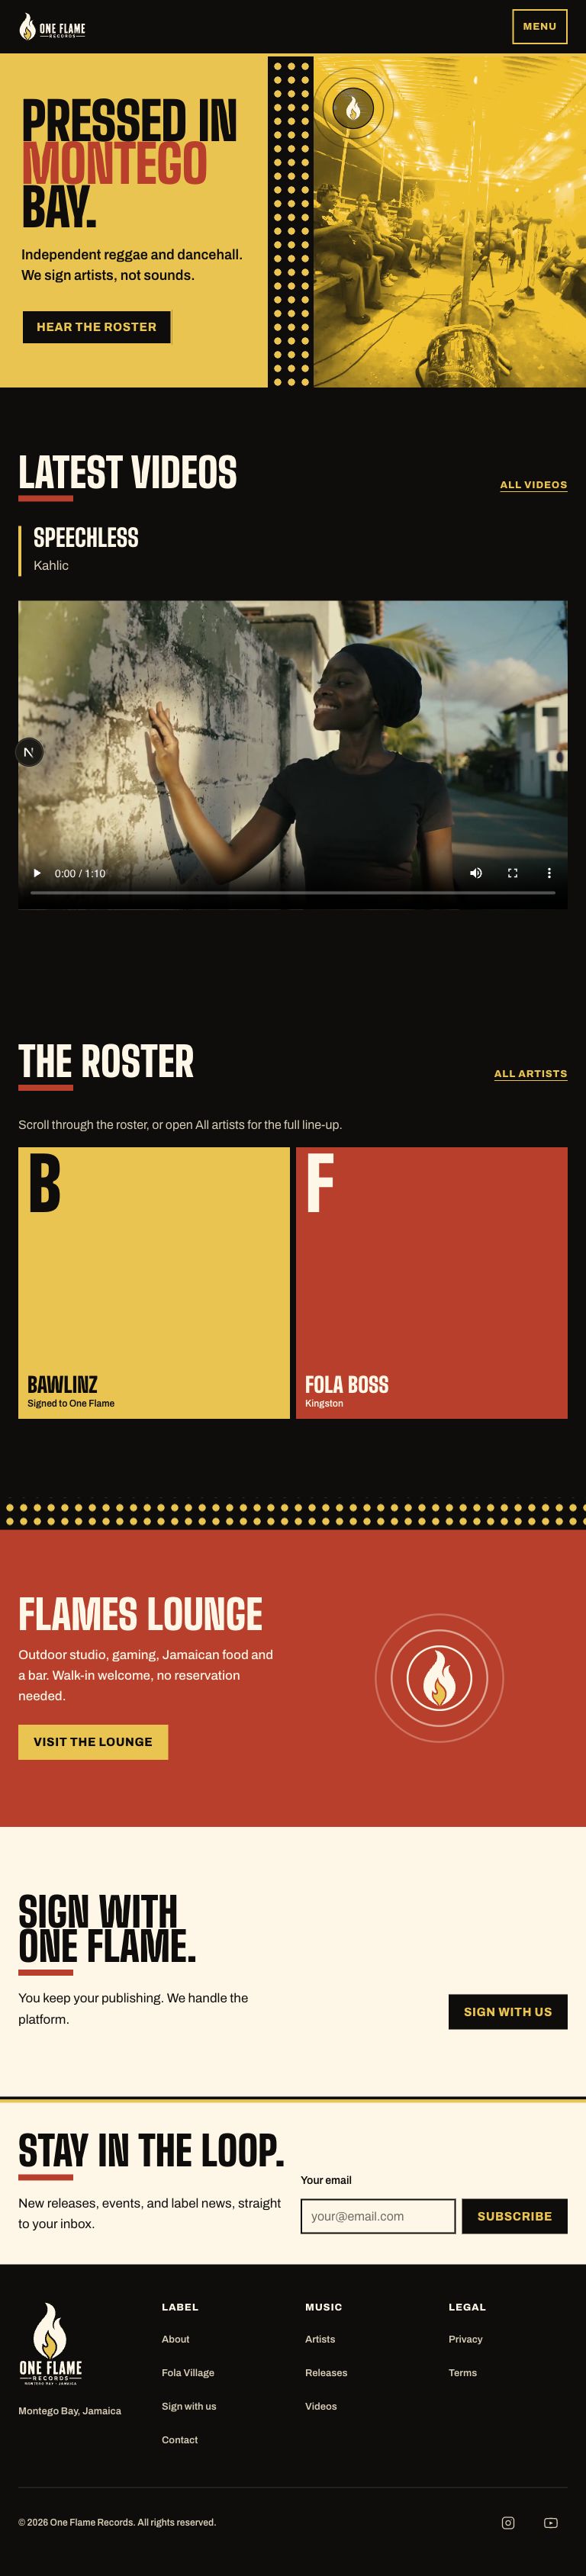 ONE FLAME
RECORDS
MENU
PRESSED IN
MONTEGO
BAY.
Independent reggae and dancehall.
We sign artists, not sounds.
HEAR THE ROSTER
LATEST VIDEOS
ALL VIDEOS
SPEECHLESS
Kahlic
N
0:00 / 1:10
THE ROSTER
ALL ARTISTS
Scroll through the roster, or open All artists for the full line-up.
B
F
BAWLINZ
Signed to One Flame
FOLA BOSS
Kingston
FLAMES LOUNGE
Outdoor studio, gaming, Jamaican food and
a bar. Walk-in welcome, no reservation
needed.
VISIT THE LOUNGE
SIGN WITH
ONE FLAME.
You keep your publishing. We handle the
platform.
SIGN WITH US
STAY IN THE LOOP.
New releases, events, and label news, straight
to your inbox.
Your email
your@email.com
SUBSCRIBE
ONE FLAME
RECORDS
MONTEGO BAY · JAMAICA
Montego Bay, Jamaica
LABEL
About
Fola Village
Sign with us
Contact
MUSIC
Artists
Releases
Videos
LEGAL
Privacy
Terms
© 2026 One Flame Records. All rights reserved.